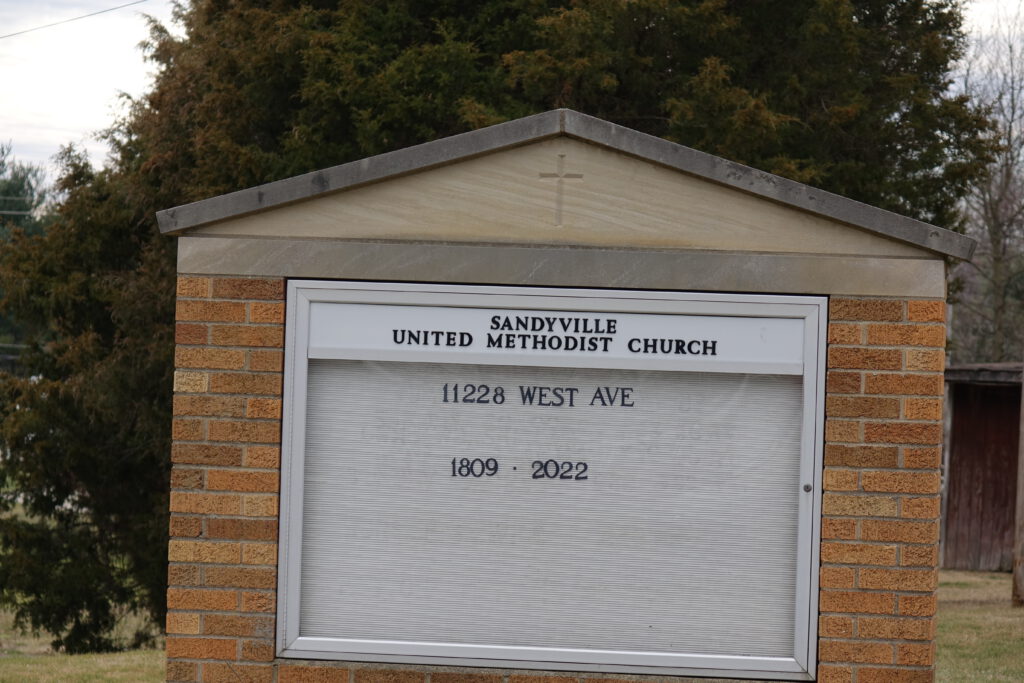 SANDYVILLE
UNITED METHODIST CHURCH
11228 WEST AVE
1809 · 2022